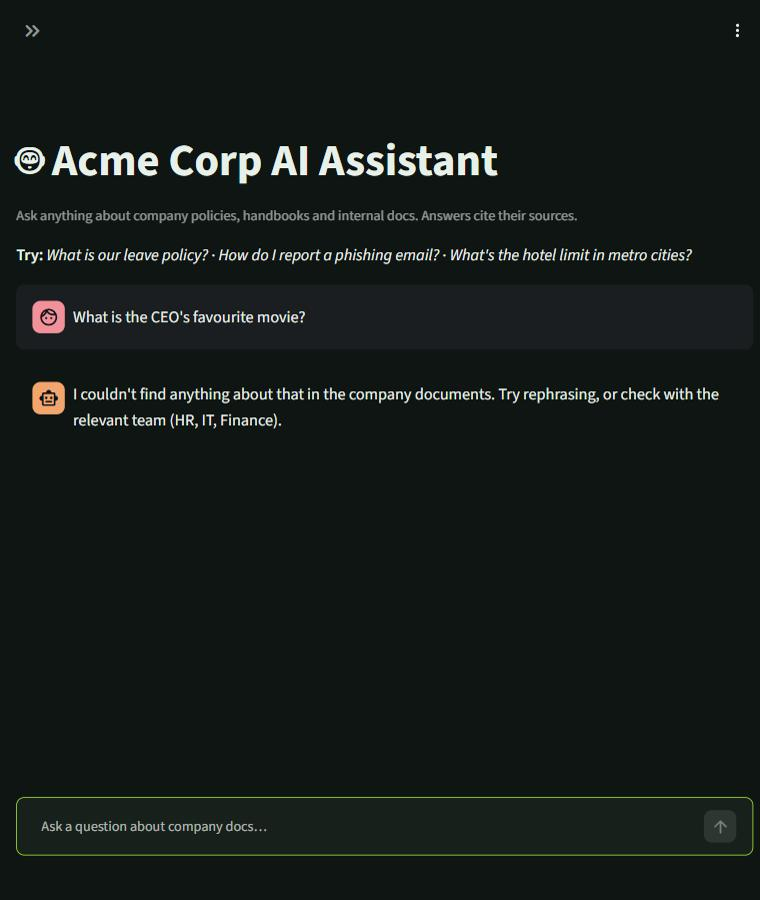 Acme Corp AI Assistant
Ask anything about company policies, handbooks and internal docs. Answers cite their sources.
Try: What is our leave policy? · How do I report a phishing email? · What's the hotel limit in metro cities?
What is the CEO's favourite movie?
I couldn't find anything about that in the company documents. Try rephrasing, or check with the
relevant team (HR, IT, Finance).
Ask a question about company docs...